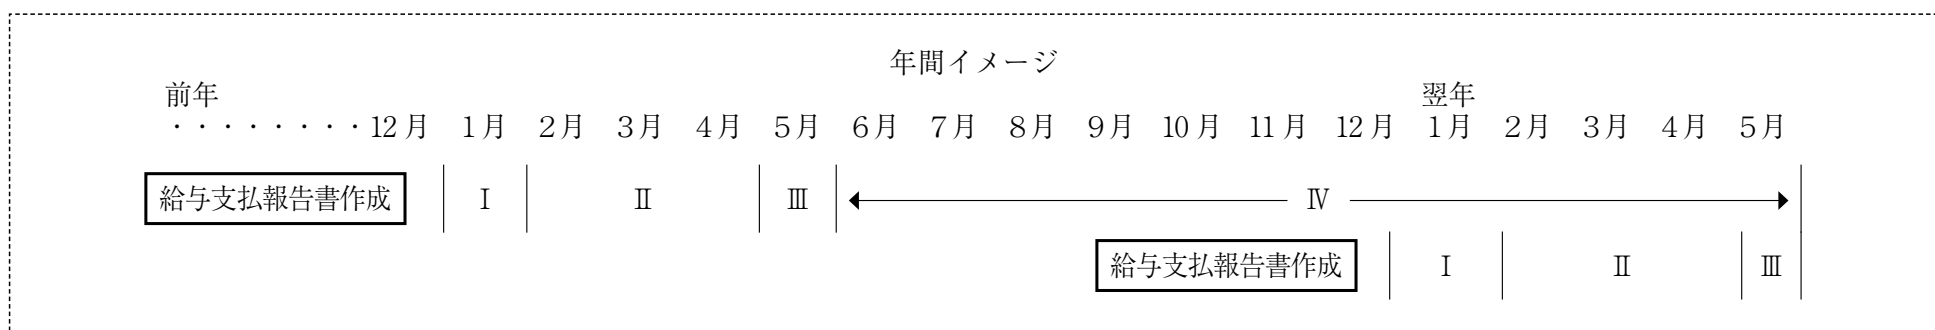 年間イメージ
前年 翌年
・・・・・・・・12月 1月 2月 3月 4月 5月 6月 7月 8月 9月 10月 11月 12月 1月 2月 3月 4月 5月
給与支払報告書作成 Ⅰ Ⅱ Ⅲ Ⅳ
給与支払報告書作成 Ⅰ Ⅱ Ⅲ